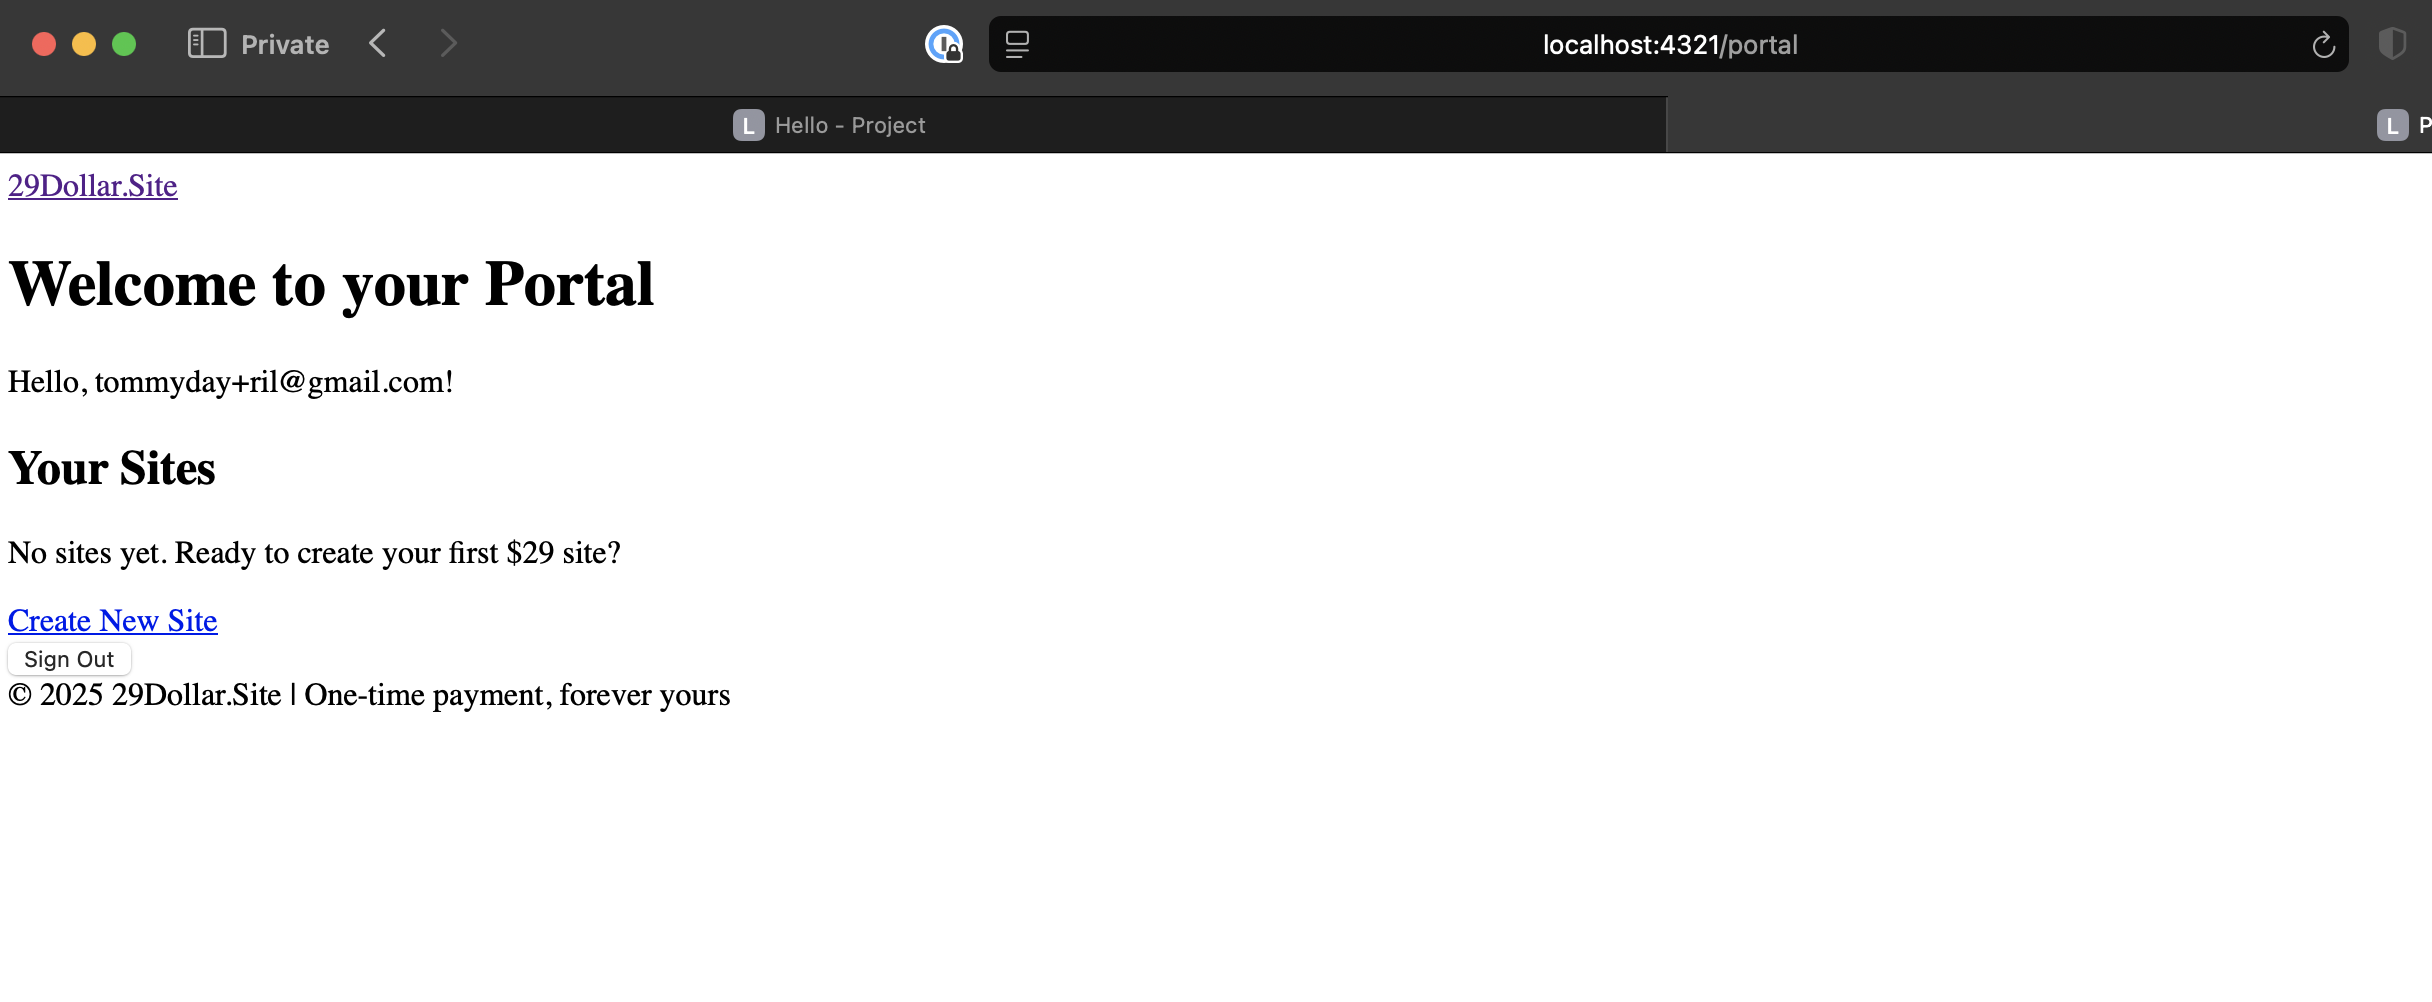 Private
localhost:4321/portal
L Hello - Project
L P
29Dollar.Site
Welcome to your Portal
Hello, tommyday+ril@gmail.com!
Your Sites
No sites yet. Ready to create your first $29 site?
Create New Site
Sign Out
© 2025 29Dollar.Site | One-time payment, forever yours